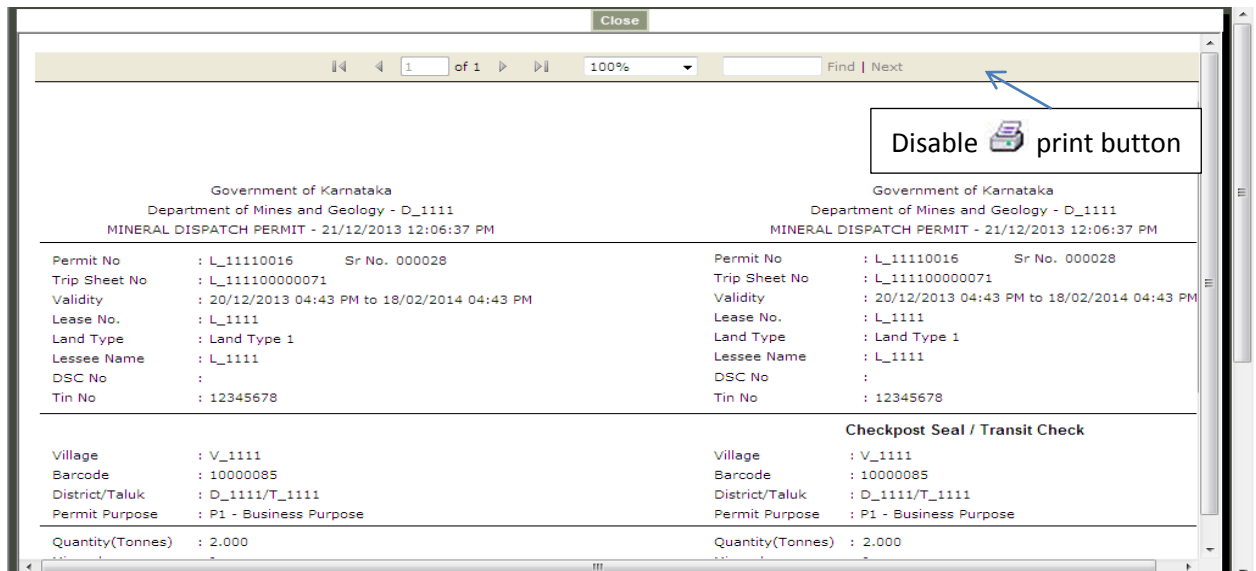 Close
1 of 1 100% Find | Next
Disable print button
Government of Karnataka
Department of Mines and Geology - D_1111
MINERAL DISPATCH PERMIT - 21/12/2013 12:06:37 PM
Permit No : L_11110016 Sr No. 000028
Trip Sheet No : L_111100000071
Validity : 20/12/2013 04:43 PM to 18/02/2014 04:43 PM
Lease No. : L_1111
Land Type : Land Type 1
Lessee Name : L_1111
DSC No :
Tin No : 12345678
Village : V_1111
Barcode : 10000085
District/Taluk : D_1111/T_1111
Permit Purpose : P1 - Business Purpose
Quantity(Tonnes) : 2.000
Government of Karnataka
Department of Mines and Geology - D_1111
MINERAL DISPATCH PERMIT - 21/12/2013 12:06:37 PM
Permit No : L_11110016 Sr No. 000028
Trip Sheet No : L_111100000071
Validity : 20/12/2013 04:43 PM to 18/02/2014 04:43 PM
Lease No. : L_1111
Land Type : Land Type 1
Lessee Name : L_1111
DSC No :
Tin No : 12345678
Checkpost Seal / Transit Check
Village : V_1111
Barcode : 10000085
District/Taluk : D_1111/T_1111
Permit Purpose : P1 - Business Purpose
Quantity(Tonnes) : 2.000